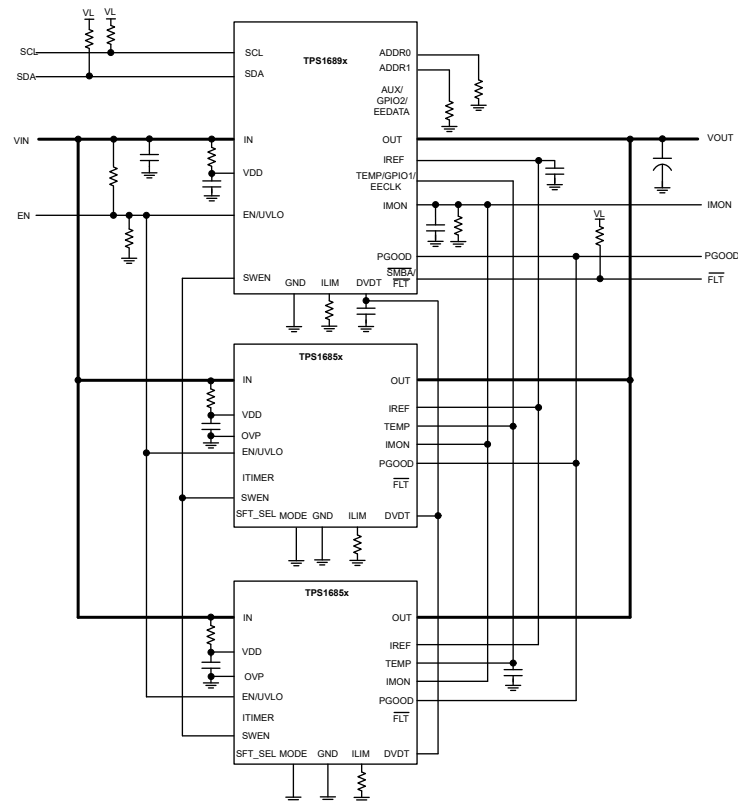 VL
VL
SCL
SDA
SCL
SDA
TPS1689x
ADDR0
ADDR1
AUX/
GPIO2/
EEDATA
VIN
IN
OUT
VOUT
VDD
IREF
TEMP/GPIO1/
EECLK
EN
EN/UVLO
IMON
IMON
VL
PGOOD
PGOOD
SWEN
SMBA/
FLT
FLT
GND
ILIM
DVDT
TPS1685x
IN
OUT
VDD
IREF
OVP
TEMP
EN/UVLO
IMON
PGOOD
ITIMER
FLT
SWEN
SFT_SEL
MODE
GND
ILIM
DVDT
TPS1685x
IN
OUT
VDD
IREF
OVP
TEMP
EN/UVLO
IMON
PGOOD
ITIMER
FLT
SWEN
SFT_SEL
MODE
GND
ILIM
DVDT